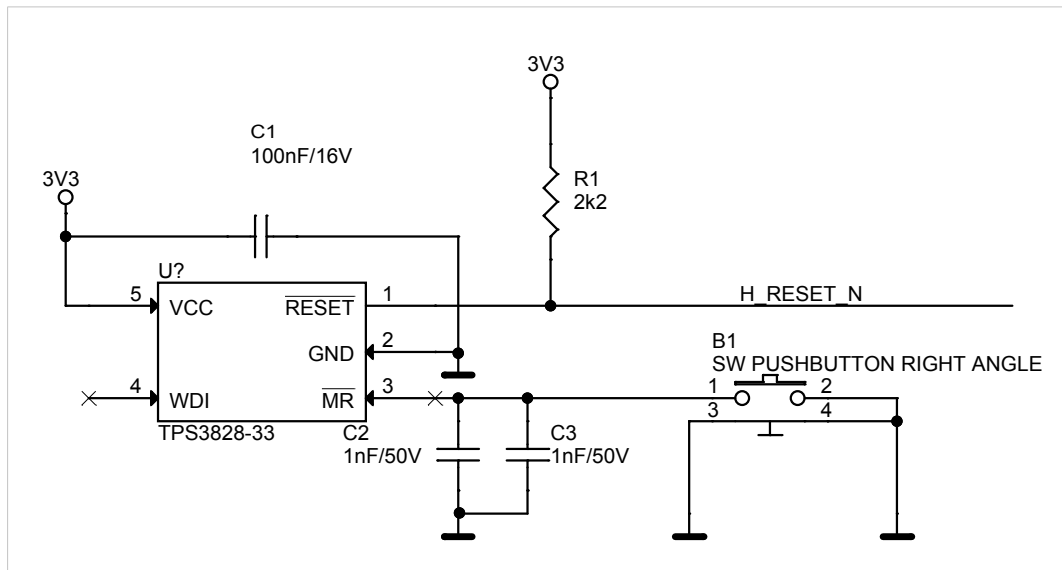 3V3
C1
100nF/16V
3V3
R1
2k2
U?
5
VCC
RESET
1
H_RESET_N
GND
2
B1
SW PUSHBUTTON RIGHT ANGLE
4
WDI
MR
3
1
2
3
4
TPS3828-33
C2
1nF/50V
C3
1nF/50V